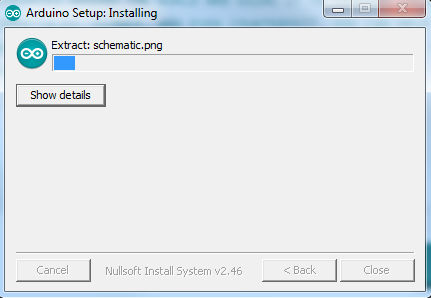 Arduino Setup: Installing
Extract: schematic.png
Show details
Cancel
Nullsoft Install System v2.46
< Back
Close